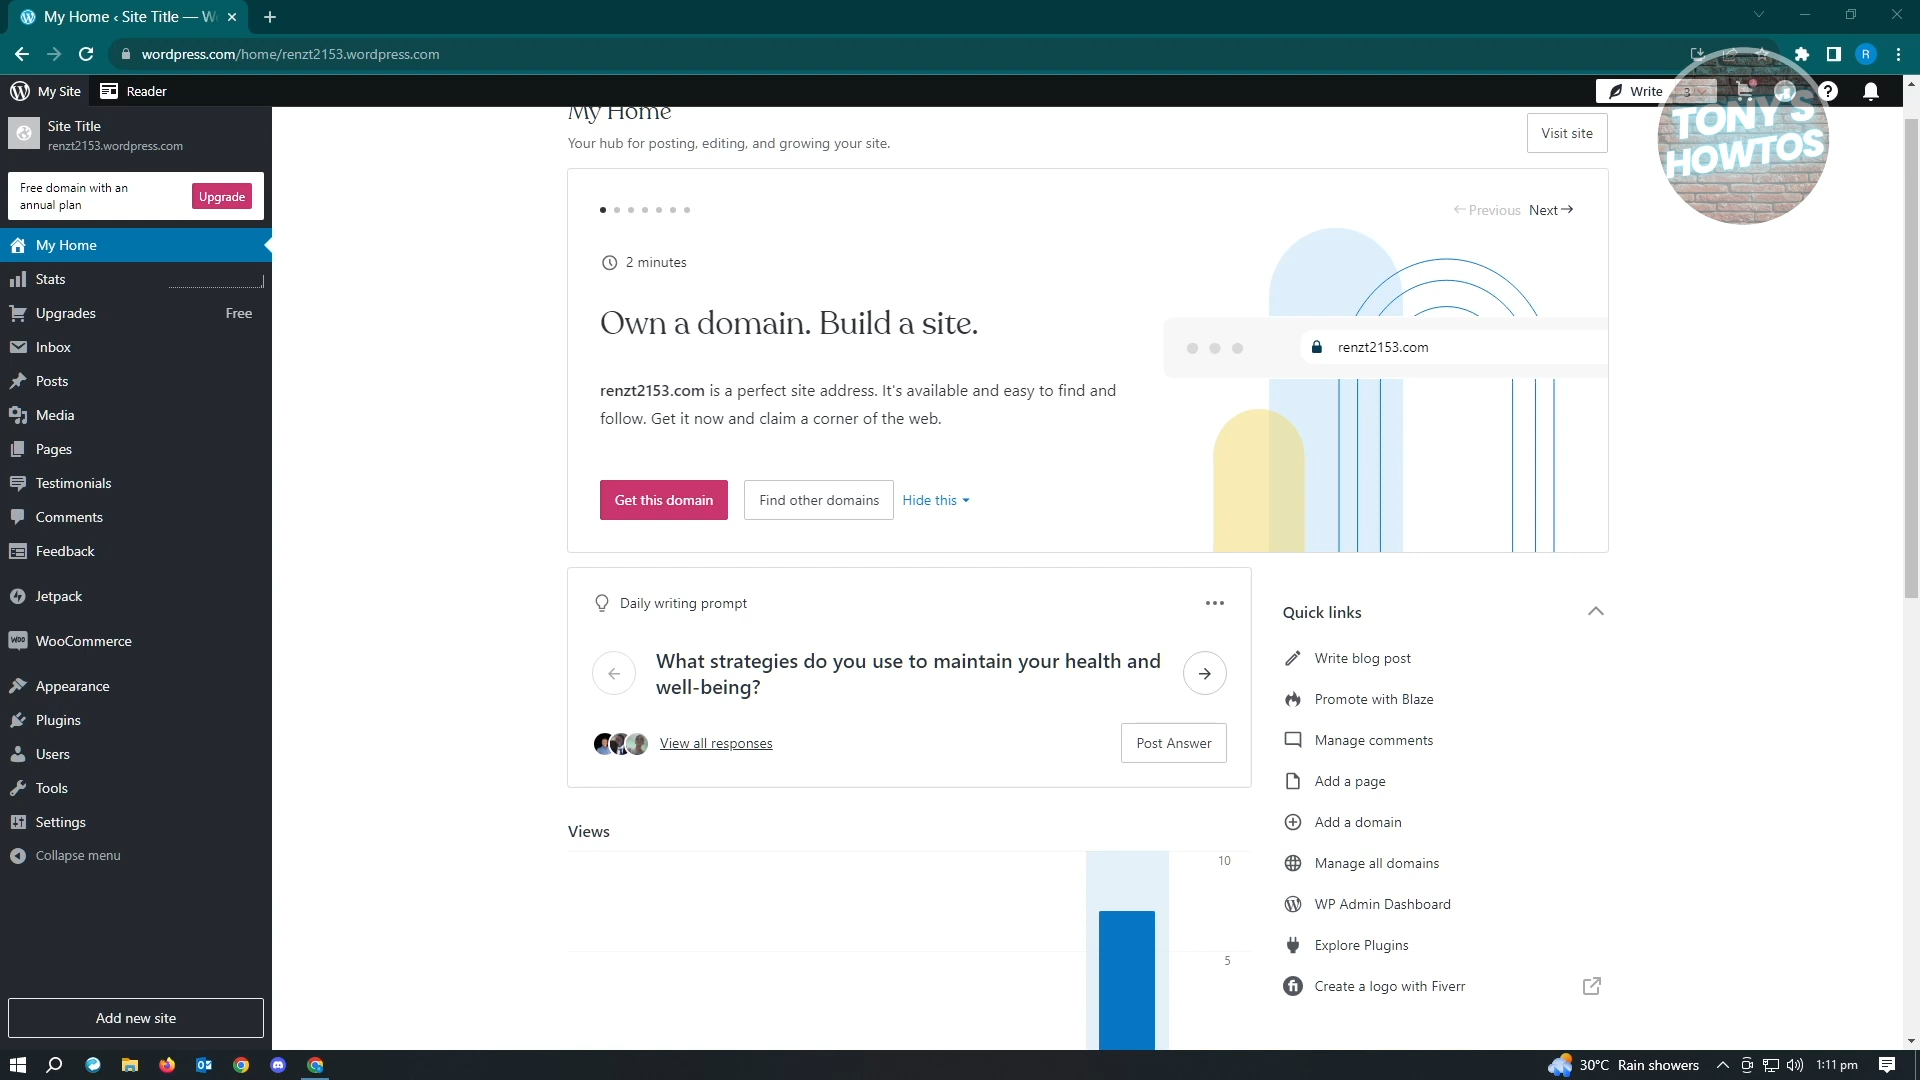 My Home ‹ Site Title — W
wordpress.com/home/renzt2153.wordpress.com
R
My Site
Reader
Write
3
TONY'S
HOWTOS
Site Title
renzt2153.wordpress.com
Free domain with an
annual plan
Upgrade
My Home
Stats
Upgrades
Free
Inbox
Posts
Media
Pages
Testimonials
Comments
Feedback
Jetpack
WOO
WooCommerce
Appearance
Plugins
Users
Tools
Settings
Collapse menu
Add new site
My Home
Your hub for posting, editing, and growing your site.
Visit site
Previous
Next
2 minutes
Own a domain. Build a site.
renzt2153.com is a perfect site address. It's available and easy to find and
follow. Get it now and claim a corner of the web.
Get this domain
Find other domains
Hide this
renzt2153.com
Daily writing prompt
What strategies do you use to maintain your health and
well-being?
View all responses
Post Answer
Views
10
5
Quick links
Write blog post
Promote with Blaze
Manage comments
Add a page
Add a domain
Manage all domains
WP Admin Dashboard
Explore Plugins
fi
Create a logo with Fiverr
30°C Rain showers
1:11 pm